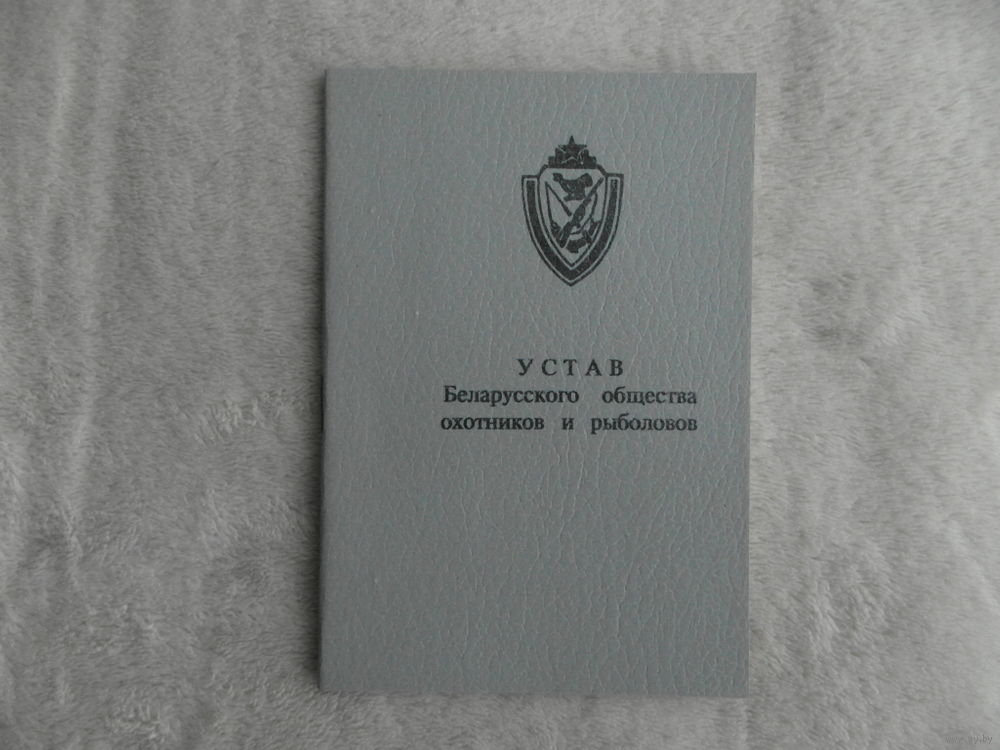 УСТАВ
Беларусского общества
охотников и рыболовов